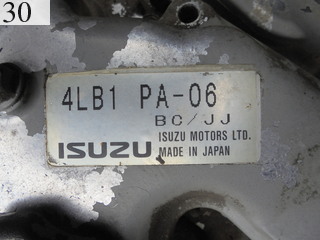 30
4LB1 PA-06
BC/JJ
ISUZU MOTORS LTD.
ISUZU MADE IN JAPAN